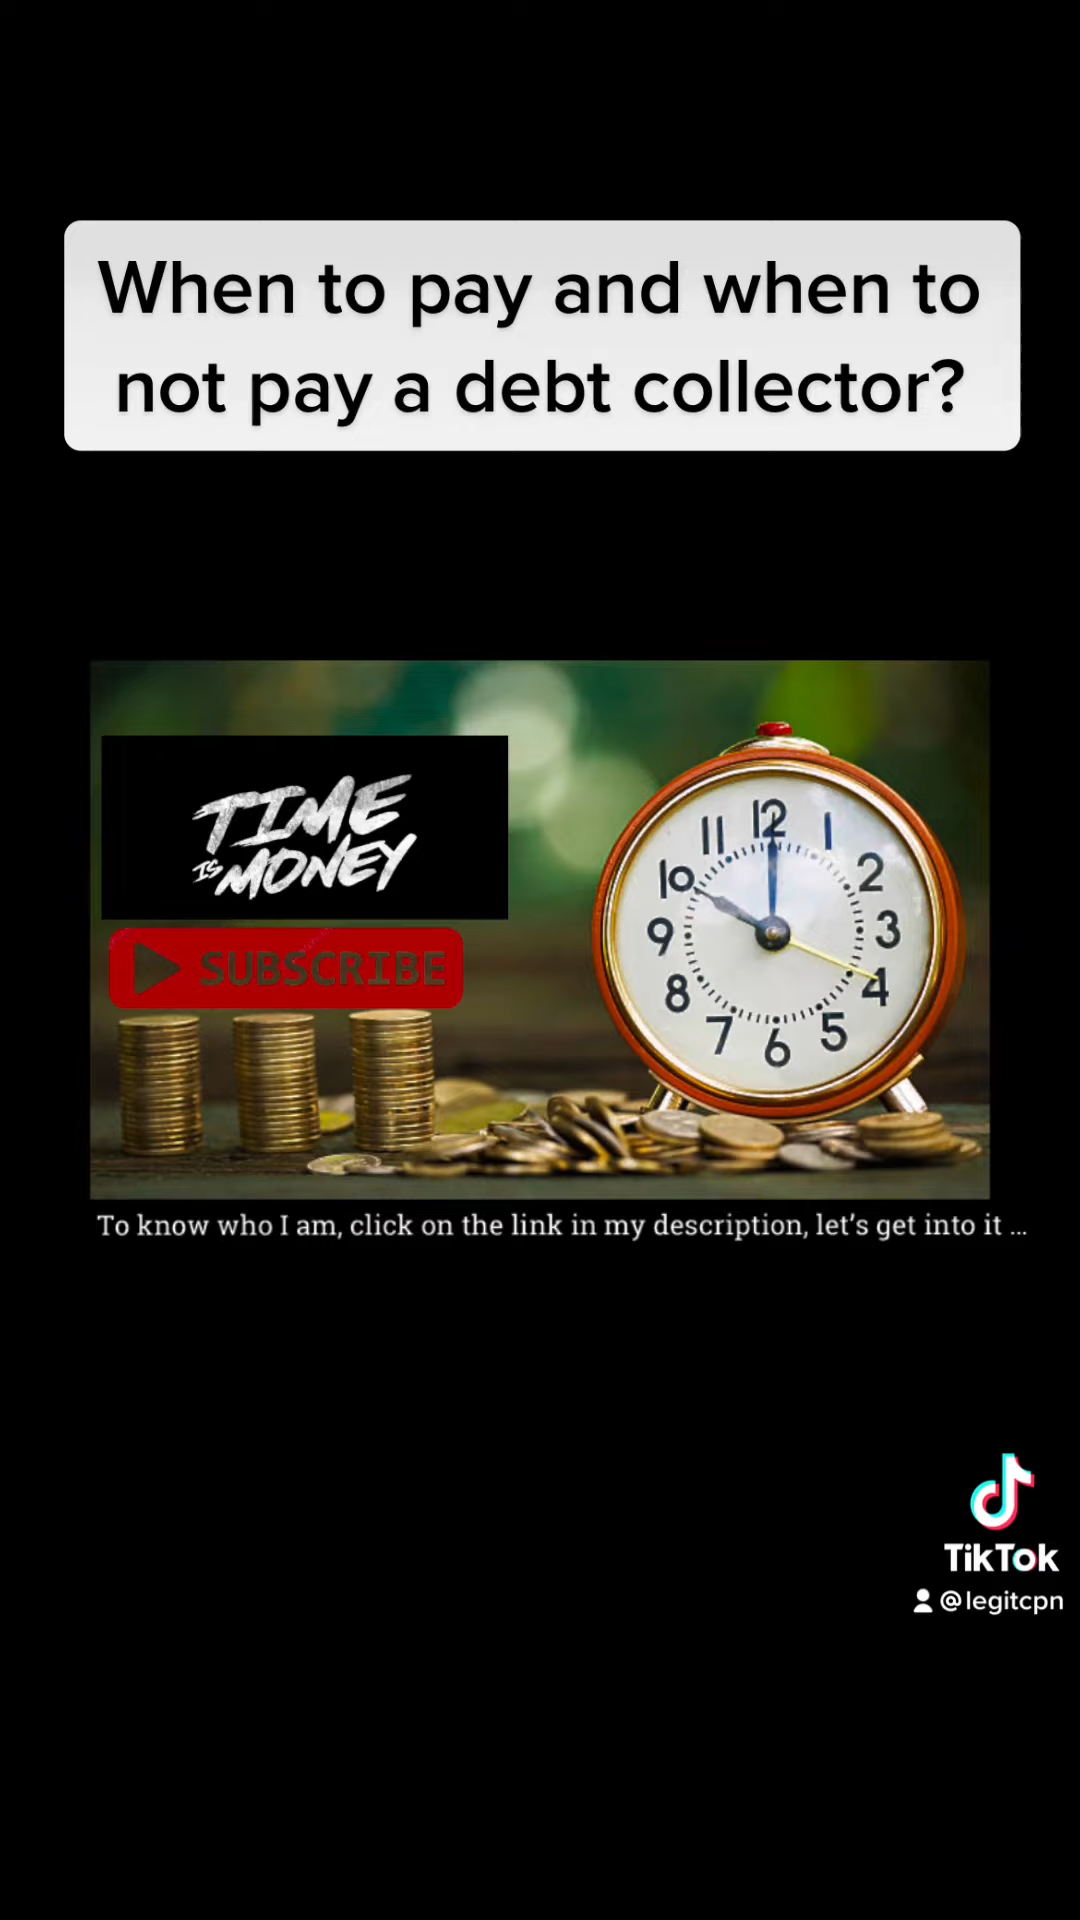 When to pay and when to
not pay a debt collector?
TIME
IS MONEY
SUBSCRIBE
12
1
2
3
4
5
6
7
8
9
10
11
To know who I am, click on the link in my description, let's get into it ...
TikTok
@legitcpn